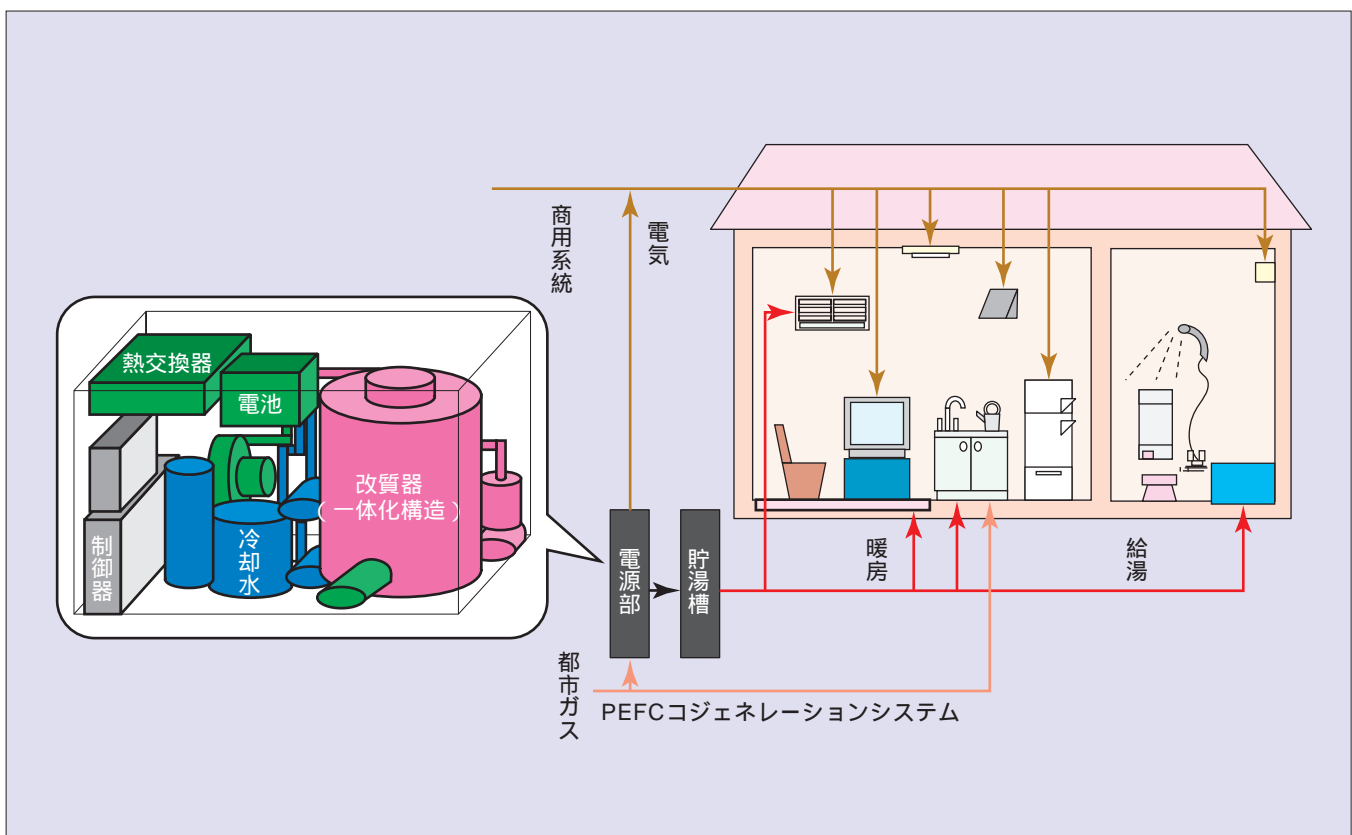 商用系統
電気
熱交換器
電池
改質器
（一体化構造）
制御器
冷却水
電源部
貯湯槽
暖房
給湯
都市ガス
PEFCコジェネレーションシステム